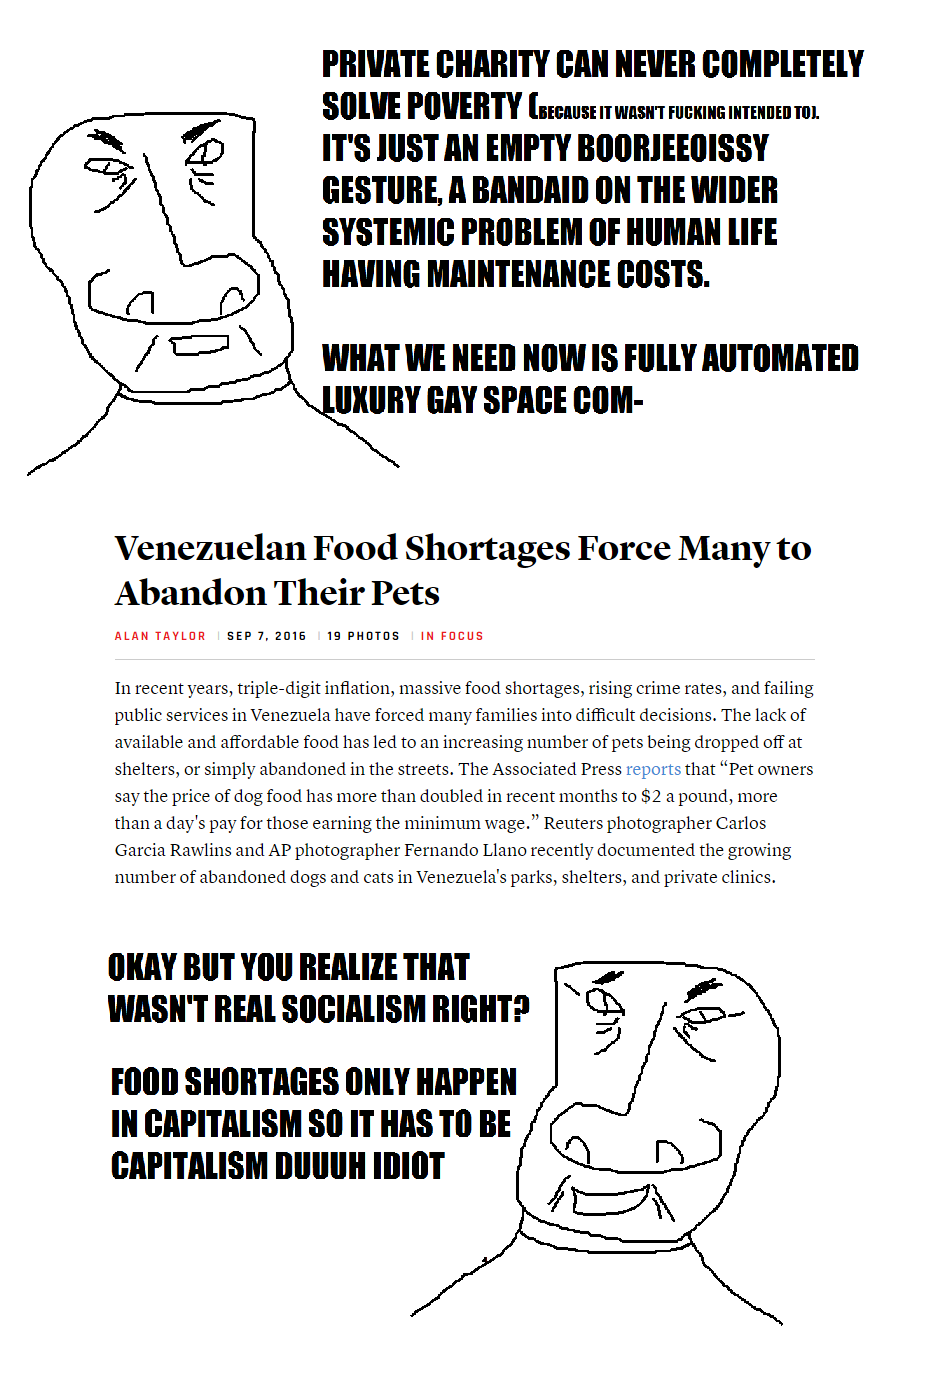 PRIVATE CHARITY CAN NEVER COMPLETELY
SOLVE POVERTY (BECAUSE IT WASN'T FUCKING INTENDED TO).
IT'S JUST AN EMPTY BOORJEEOISSY
GESTURE, A BANDAID ON THE WIDER
SYSTEMIC PROBLEM OF HUMAN LIFE
HAVING MAINTENANCE COSTS.
WHAT WE NEED NOW IS FULLY AUTOMATED
LUXURY GAY SPACE COM-
Venezuelan Food Shortages Force Many to
Abandon Their Pets
ALAN TAYLOR | SEP 7, 2016 | 19 PHOTOS | IN FOCUS
In recent years, triple-digit inflation, massive food shortages, rising crime rates, and failing
public services in Venezuela have forced many families into difficult decisions. The lack of
available and affordable food has led to an increasing number of pets being dropped off at
shelters, or simply abandoned in the streets. The Associated Press reports that “Pet owners
say the price of dog food has more than doubled in recent months to $2 a pound, more
than a day's pay for those earning the minimum wage.” Reuters photographer Carlos
Garcia Rawlins and AP photographer Fernando Llano recently documented the growing
number of abandoned dogs and cats in Venezuela's parks, shelters, and private clinics.
OKAY BUT YOU REALIZE THAT
WASN'T REAL SOCIALISM RIGHT?
FOOD SHORTAGES ONLY HAPPEN
IN CAPITALISM SO IT HAS TO BE
CAPITALISM DUUUH IDIOT